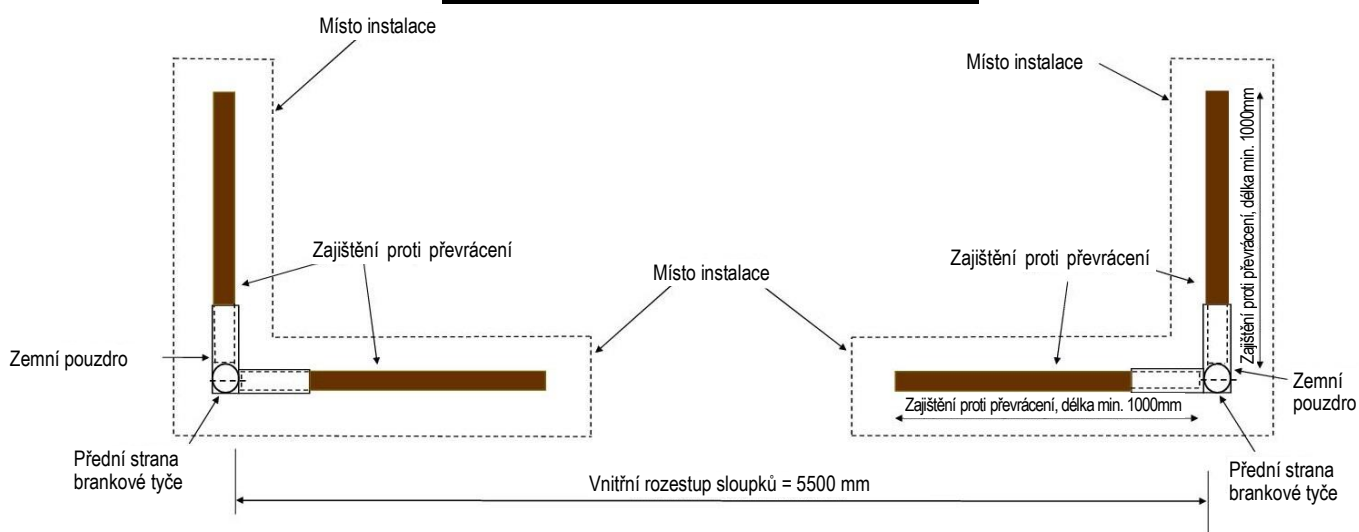 Místo instalace
Místo instalace
Zajištění proti převrácení, délka min. 1000mm
Zajištění proti převrácení
Zajištění proti převrácení
Místo instalace
Zemní pouzdro
Zemní
pouzdro
Zajištění proti převrácení, délka min. 1000mm
Přední strana
brankové tyče
Přední strana
brankové tyče
Vnitřní rozestup sloupků = 5500 mm